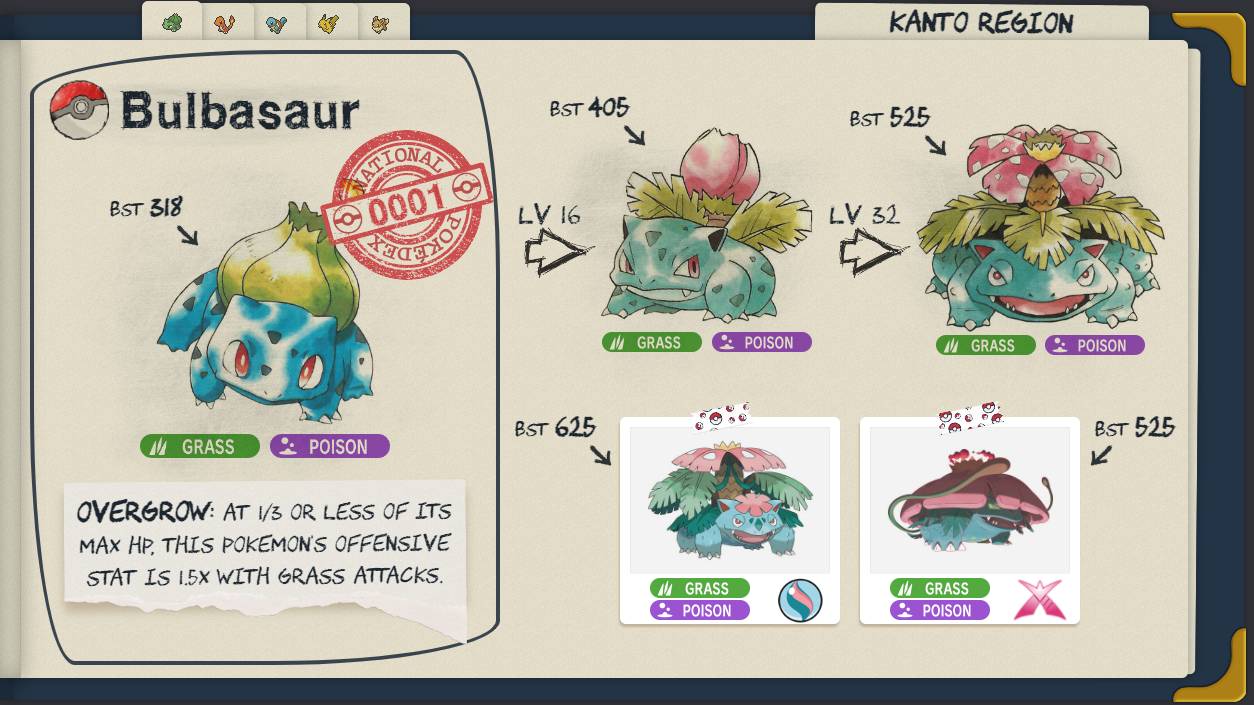 KANTO REGION
Bulbasaur
NATIONAL
0001
POKÉDEX
BST 318
GRASS
POISON
OVERGROW: AT 1/3 OR LESS OF ITS
MAX HP, THIS POKEMON'S OFFENSIVE
STAT IS 1.5X WITH GRASS ATTACKS.
LV 16
BST 405
GRASS
POISON
LV 32
BST 525
GRASS
POISON
BST 625
GRASS
POISON
BST 525
GRASS
POISON